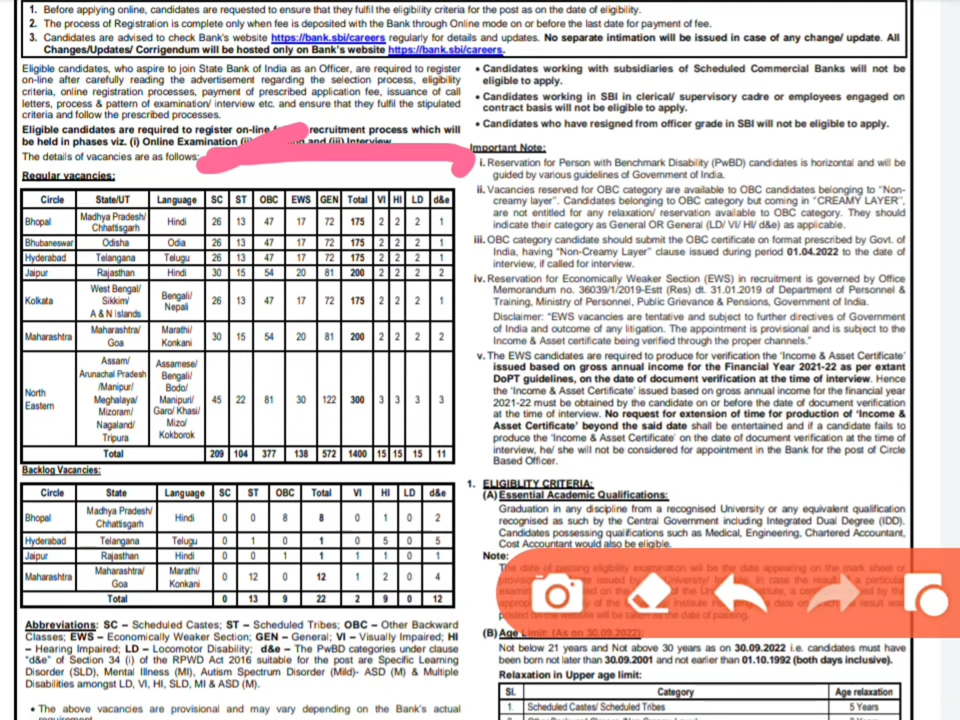 1. Before applying online, candidates are requested to ensure that they fulfil the eligibility criteria for the post as on the date of eligibility.
2. The process of Registration is complete only when fee is deposited with the Bank through Online mode on or before the last date for payment of fee.
3. Candidates are advised to check Bank's website https://bank.sbi/careers regularly for details and updates. No separate intimation will be issued in case of any change/ update. All
Changes/Updates/ Corrigendum will be hosted only on Bank's website https://bank.sbi/careers.
Eligible candidates, who aspire to join State Bank of India as an Officer, are required to register
on-line after carefully reading the advertisement regarding the selection process, eligibility
criteria, online registration processes, payment of prescribed application fee, issuance of call
letters, process & pattern of examination/ interview etc. and ensure that they fulfil the stipulated
criteria and follow the prescribed processes.
Eligible candidates are required to register on-line recruitment process which will
be held in phases viz. (i) Online Examination and (iii) Interview
The details of vacancies are as follows:
Regular vacancies:
Circle State/UT Language SC ST OBC EWS GEN Total VI HI LD d&e
Bhopal Madhya Pradesh/ Chhattisgarh Hindi 26 13 47 17 72 175 2 2 2 1
Bhubaneswar Odisha Odia 26 13 47 17 72 175 2 2 2 1
Hyderabad Telangana Telugu 26 13 47 17 72 175 2 2 2 1
Jaipur Rajasthan Hindi 30 15 54 20 81 200 2 2 2 2
Kolkata West Bengal/ Sikkim/ A & N islands Bengali/ Nepali 26 13 47 17 72 175 2 2 2 1
Maharashtra Maharashtra/ Goa Marathi/ Konkani 30 15 54 20 81 200 2 2 2 2
North Eastern Assam/ Arunachal Pradesh /Manipur/ Meghalaya/ Mizoram/ Nagaland/ Tripura Assamese/ Bengali/ Bodo/ Manipuri/ Garo/ Khasi/ Mizo/ Kokborok 45 22 81 30 122 300 3 3 3 3
Total 209 104 377 138 572 1400 15 15 15 11
Backlog Vacancies:
Circle State Language SC ST OBC Total VI HI LD d&e
Bhopal Madhya Pradesh/ Chhattisgarh Hindi 0 0 8 8 0 1 0 2
Hyderabad Telangana Telugu 0 1 0 1 0 5 0 5
Jaipur Rajasthan Hindi 0 0 1 1 1 1 0 1
Maharashtra Maharashtra/ Goa Marathi/ Konkani 0 12 0 12 1 2 0 4
Total 0 13 9 22 2 9 0 12
Abbreviations: SC – Scheduled Castes; ST – Scheduled Tribes; OBC – Other Backward
Classes; EWS – Economically Weaker Section; GEN – General; VI – Visually Impaired; HI
– Hearing Impaired; LD – Locomotor Disability; d&e – The PwBD categories under clause
"d&e" of Section 34 (i) of the RPWD Act 2016 suitable for the post are Specific Learning
Disorder (SLD), Mental Illness (MI), Autism Spectrum Disorder (Mild)- ASD (M) & Multiple
Disabilities amongst LD, VI, HI, SLD, MI & ASD (M).
• The above vacancies are provisional and may vary depending on the Bank's actual
requirement
• Candidates working with subsidiaries of Scheduled Commercial Banks will not be
eligible to apply.
• Candidates working in SBI in clerical/ supervisory cadre or employees engaged on
contract basis will not be eligible to apply.
• Candidates who have resigned from officer grade in SBI will not be eligible to apply.
Important Note:
i. Reservation for Person with Benchmark Disability (PwBD) candidates is horizontal and will be
guided by various guidelines of Government of India.
ii. Vacancies reserved for OBC category are available to OBC candidates belonging to "Non-
creamy layer". Candidates belonging to OBC category but coming in "CREAMY LAYER",
are not entitled for any relaxation/ reservation available to OBC category. They should
indicate their category as General OR General (LD/ VI/ HI/ d&e) as applicable.
iii. OBC category candidate should submit the OBC certificate on format prescribed by Govt. of
India, having "Non-Creamy Layer" clause issued during period 01.04.2022 to the date of
interview, if called for interview.
iv. Reservation for Economically Weaker Section (EWS) in recruitment is governed by Office
Memorandum no. 36039/1/2019-Estt (Res) dt. 31.01.2019 of Department of Personnel &
Training, Ministry of Personnel, Public Grievance & Pensions, Government of India.
Disclaimer: "EWS vacancies are tentative and subject to further directives of Government
of India and outcome of any litigation. The appointment is provisional and is subject to the
Income & Asset certificate being verified through the proper channels."
v. The EWS candidates are required to produce for verification the 'Income & Asset Certificate'
issued based on gross annual income for the Financial Year 2021-22 as per extant
DoPT guidelines, on the date of document verification at the time of interview. Hence
the 'Income & Asset Certificate' issued based on gross annual income for the financial year
2021-22 must be obtained by the candidate on or before the date of document verification
at the time of interview. No request for extension of time for production of 'Income &
Asset Certificate' beyond the said date shall be entertained and if a candidate fails to
produce the 'Income & Asset Certificate' on the date of document verification at the time of
interview, he/ she will not be considered for appointment in the Bank for the post of Circle
Based Officer.
1. ELIGIBLITY CRITERIA:
(A) Essential Academic Qualifications:
Graduation in any discipline from a recognised University or any equivalent qualification
recognised as such by the Central Government including Integrated Dual Degree (IDD).
Candidates possessing qualifications such as Medical, Engineering, Chartered Accountant,
Cost Accountant would also be eligible.
Note:
The date of passing eligibility examination will be the date appearing on the mark sheet or
(B) Age Limit: (As on 30.09.2022):
Not below 21 years and Not above 30 years as on 30.09.2022 i.e. candidates must have
been born not later than 30.09.2001 and not earlier than 01.10.1992 (both days inclusive).
Relaxation in Upper age limit:
Sl. Category Age relaxation
1. Scheduled Castes/ Scheduled Tribes 5 Years